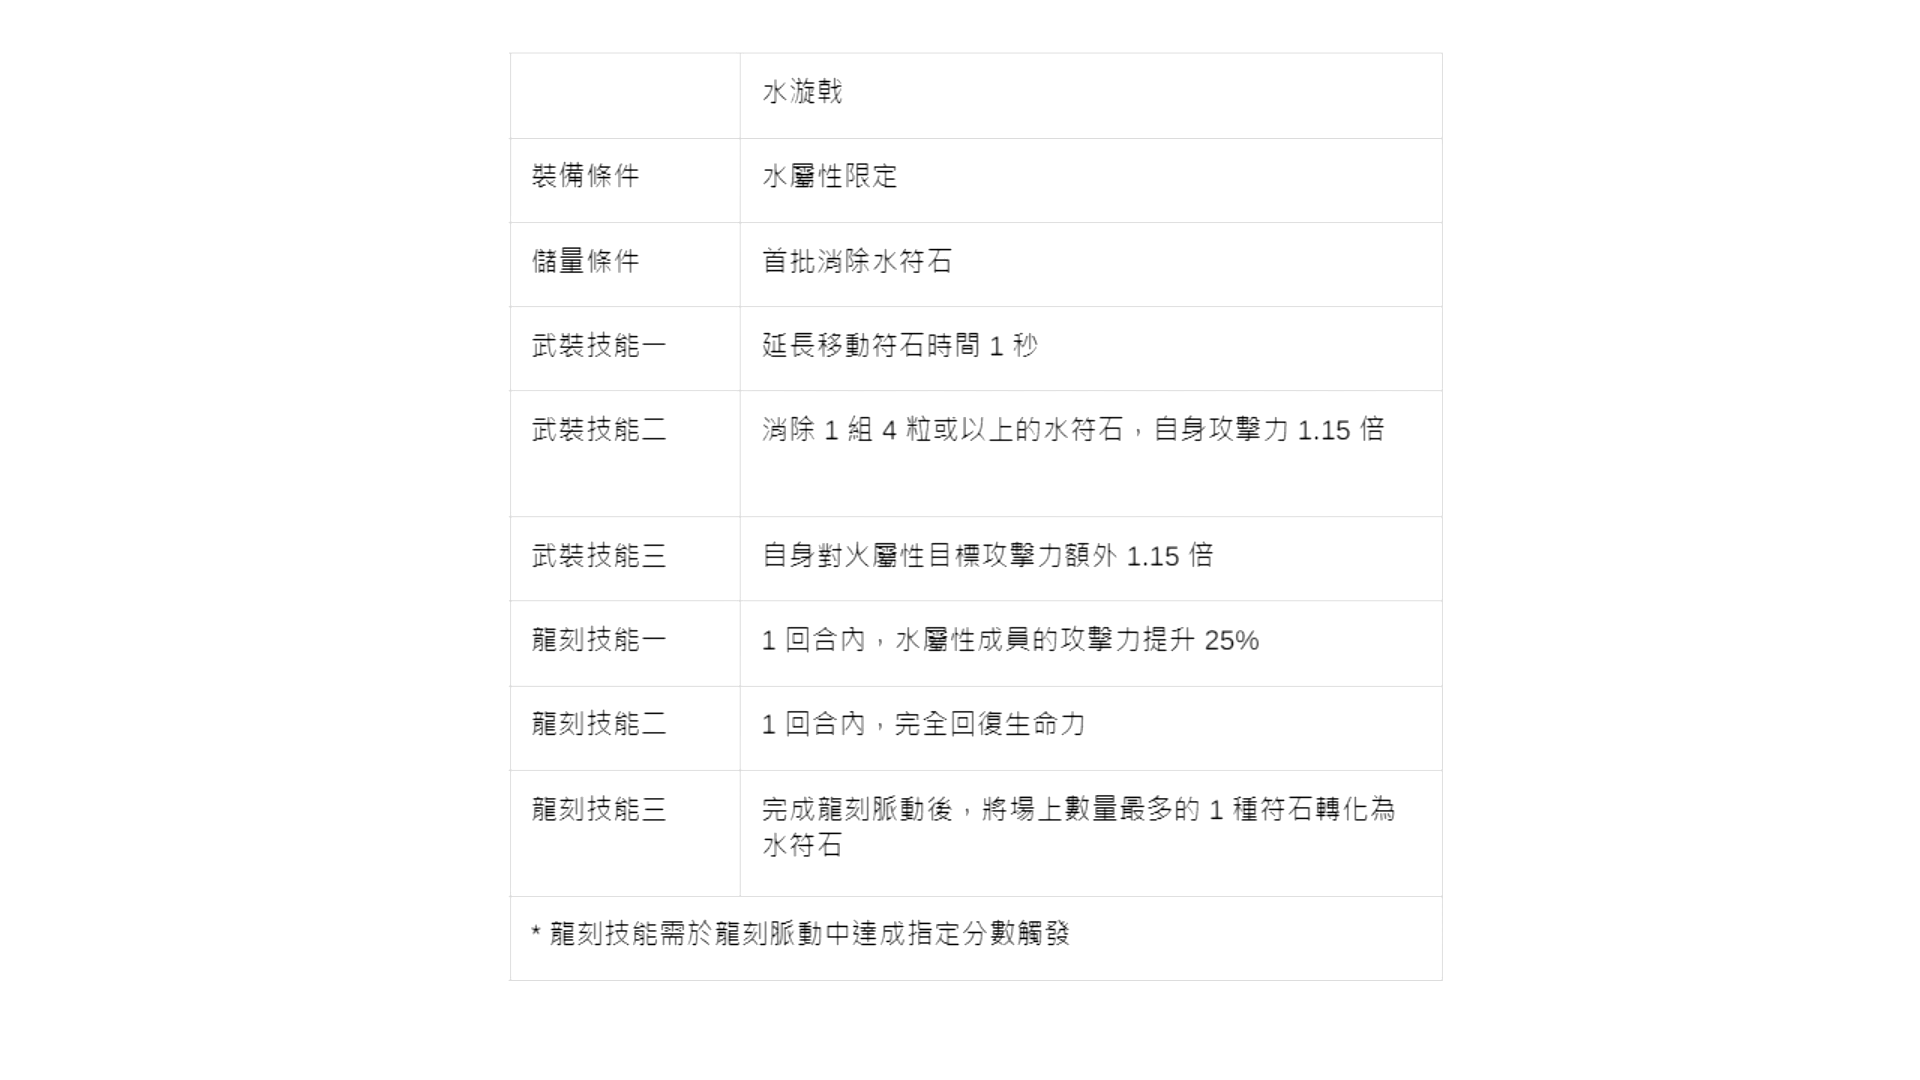 水漩戟
裝備條件 水屬性限定
儲量條件 首批消除水符石
武裝技能一 延長移動符石時間 1 秒
武裝技能二 消除 1 組 4 粒或以上的水符石，自身攻擊力 1.15 倍
武裝技能三 自身對火屬性目標攻擊力額外 1.15 倍
龍刻技能一 1 回合內，水屬性成員的攻擊力提升 25%
龍刻技能二 1 回合內，完全回復生命力
龍刻技能三 完成龍刻脈動後，將場上數量最多的 1 種符石轉化為
水符石
* 龍刻技能需於龍刻脈動中達成指定分數觸發